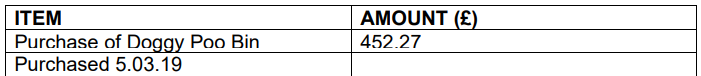 ITEM AMOUNT (£)
Purchase of Doggy Poo Bin 452.27
Purchased 5.03.19